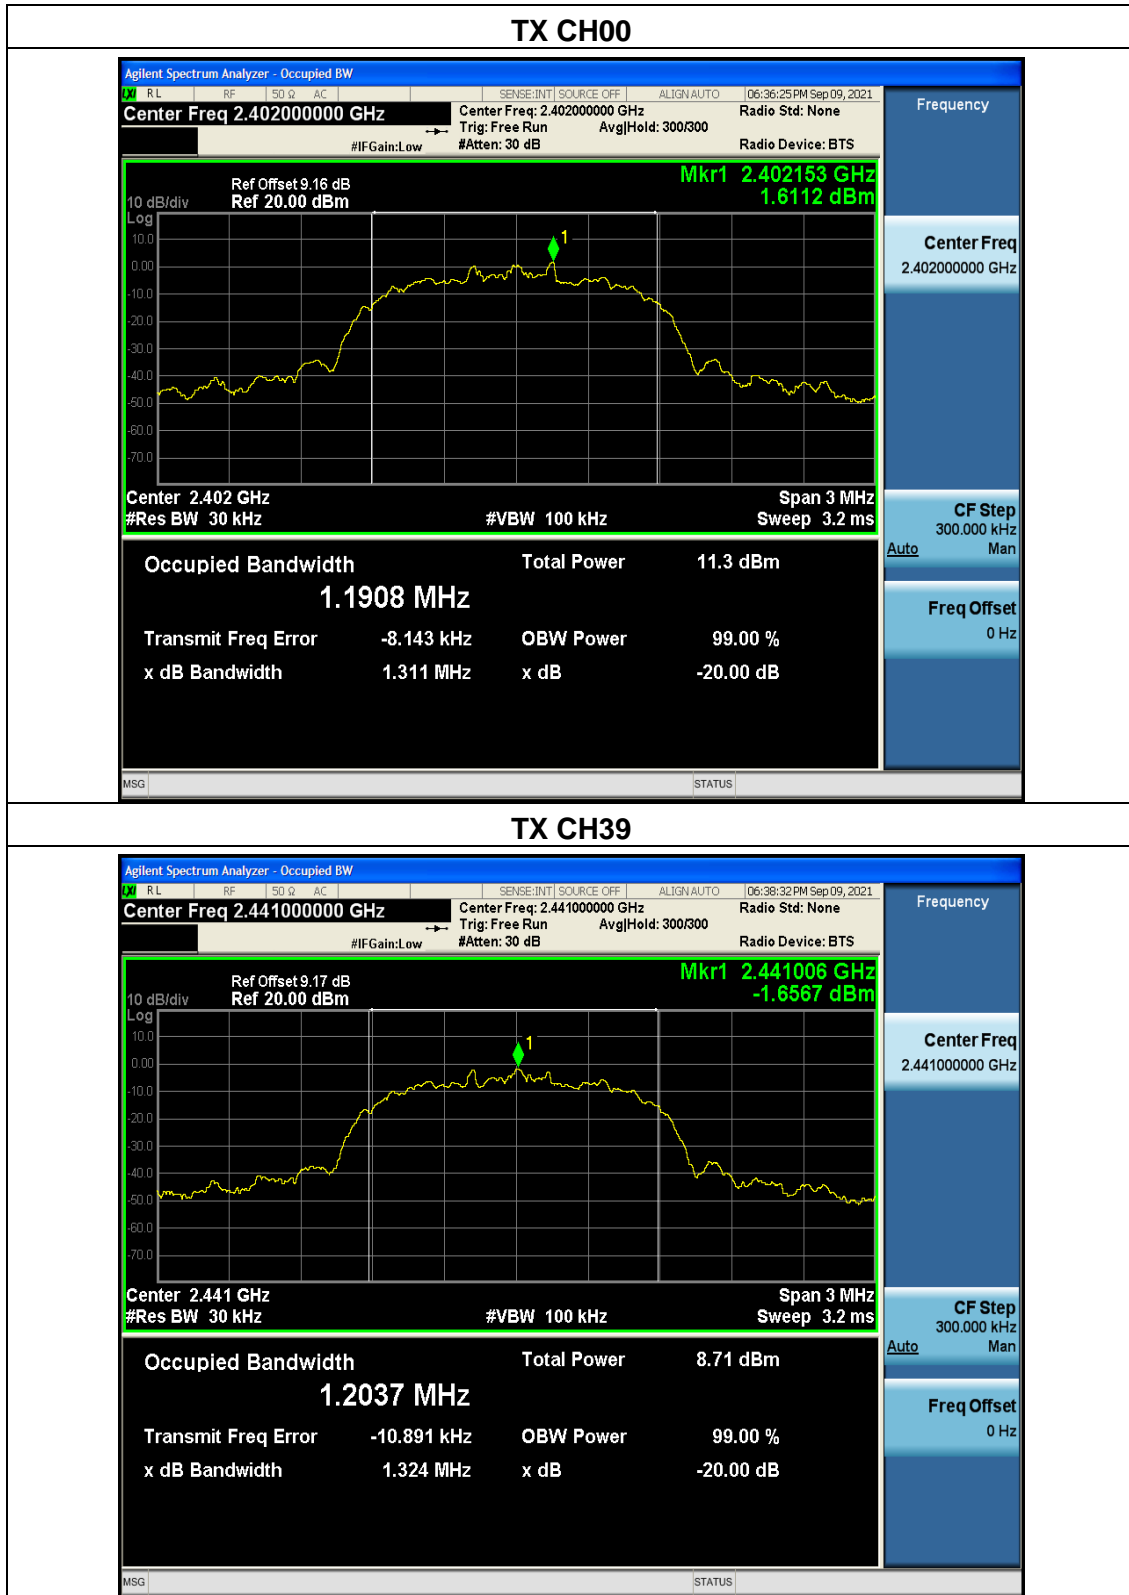 TX CH00
Agilent Spectrum Analyzer - Occupied BW
LXI RL RF 50 Ω AC SENSE:INT SOURCE OFF ALIGN AUTO 06:36:25 PM Sep 09, 2021
Center Freq 2.402000000 GHz
Center Freq: 2.402000000 GHz Radio Std: None
Trig: Free Run Avg|Hold: 300/300
#IFGain:Low #Atten: 30 dB Radio Device: BTS
Frequency
Mkr1 2.402153 GHz
1.6112 dBm
Ref Offset 9.16 dB
10 dB/div Ref 20.00 dBm
Log
10.0
0.00
-10.0
-20.0
-30.0
-40.0
-50.0
-60.0
-70.0
1
Center 2.402 GHz Span 3 MHz
#Res BW 30 kHz #VBW 100 kHz Sweep 3.2 ms
Center Freq
2.402000000 GHz
CF Step
300.000 kHz
Auto Man
Freq Offset
0 Hz
Occupied Bandwidth Total Power 11.3 dBm
1.1908 MHz
Transmit Freq Error -8.143 kHz OBW Power 99.00 %
x dB Bandwidth 1.311 MHz x dB -20.00 dB
MSG STATUS
TX CH39
Agilent Spectrum Analyzer - Occupied BW
LXI RL RF 50 Ω AC SENSE:INT SOURCE OFF ALIGN AUTO 06:38:32 PM Sep 09, 2021
Center Freq 2.441000000 GHz
Center Freq: 2.441000000 GHz Radio Std: None
Trig: Free Run Avg|Hold: 300/300
#IFGain:Low #Atten: 30 dB Radio Device: BTS
Frequency
Mkr1 2.441006 GHz
-1.6567 dBm
Ref Offset 9.17 dB
10 dB/div Ref 20.00 dBm
Log
10.0
0.00
-10.0
-20.0
-30.0
-40.0
-50.0
-60.0
-70.0
1
Center 2.441 GHz Span 3 MHz
#Res BW 30 kHz #VBW 100 kHz Sweep 3.2 ms
Center Freq
2.441000000 GHz
CF Step
300.000 kHz
Auto Man
Freq Offset
0 Hz
Occupied Bandwidth Total Power 8.71 dBm
1.2037 MHz
Transmit Freq Error -10.891 kHz OBW Power 99.00 %
x dB Bandwidth 1.324 MHz x dB -20.00 dB
MSG STATUS